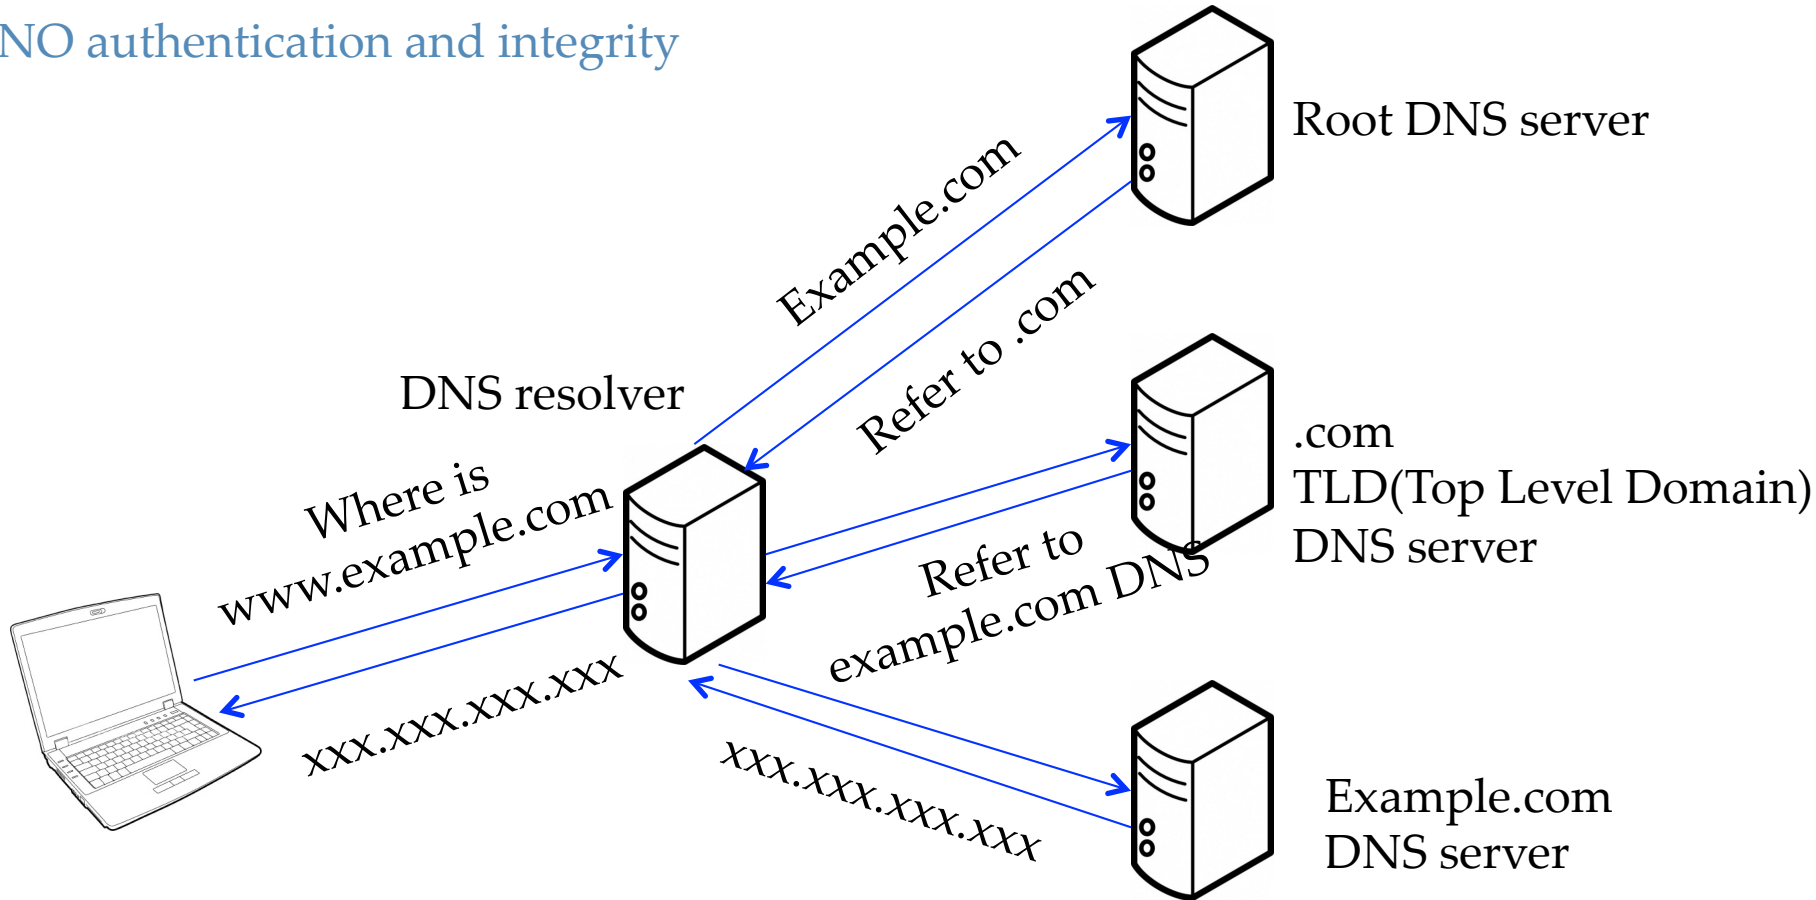 NO authentication and integrity
Root DNS server
Example.com
Refer to .com
DNS resolver
.com
TLD(Top Level Domain)
DNS server
Where is
www.example.com
Refer to
example.com DNS
xxx.xxx.xxx.xxx
xxx.xxx.xxx.xxx
Example.com
DNS server